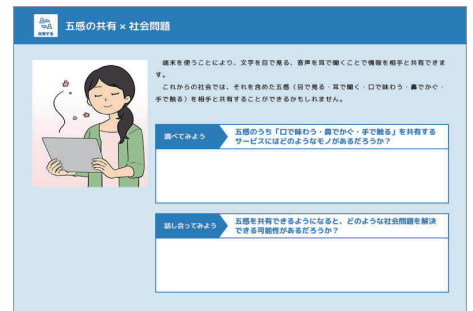 共有する
五感の共有 × 社会問題
端末を使うことにより、文字を目で見る、音声を耳で聞くことで情報を相手と共有できま
す。
これからの社会では、それを含めた五感（目で見る・耳で聞く・口で味わう・鼻でかぐ・
手で触る）を相手と共有することができるかもしれません。
調べてみよう
五感のうち「口で味わう・鼻でかぐ・手で触る」を共有する
サービスにはどのようなモノがあるだろうか？
話し合ってみよう
五感を共有できるようになると、どのような社会問題を解決
できる可能性があるだろうか？